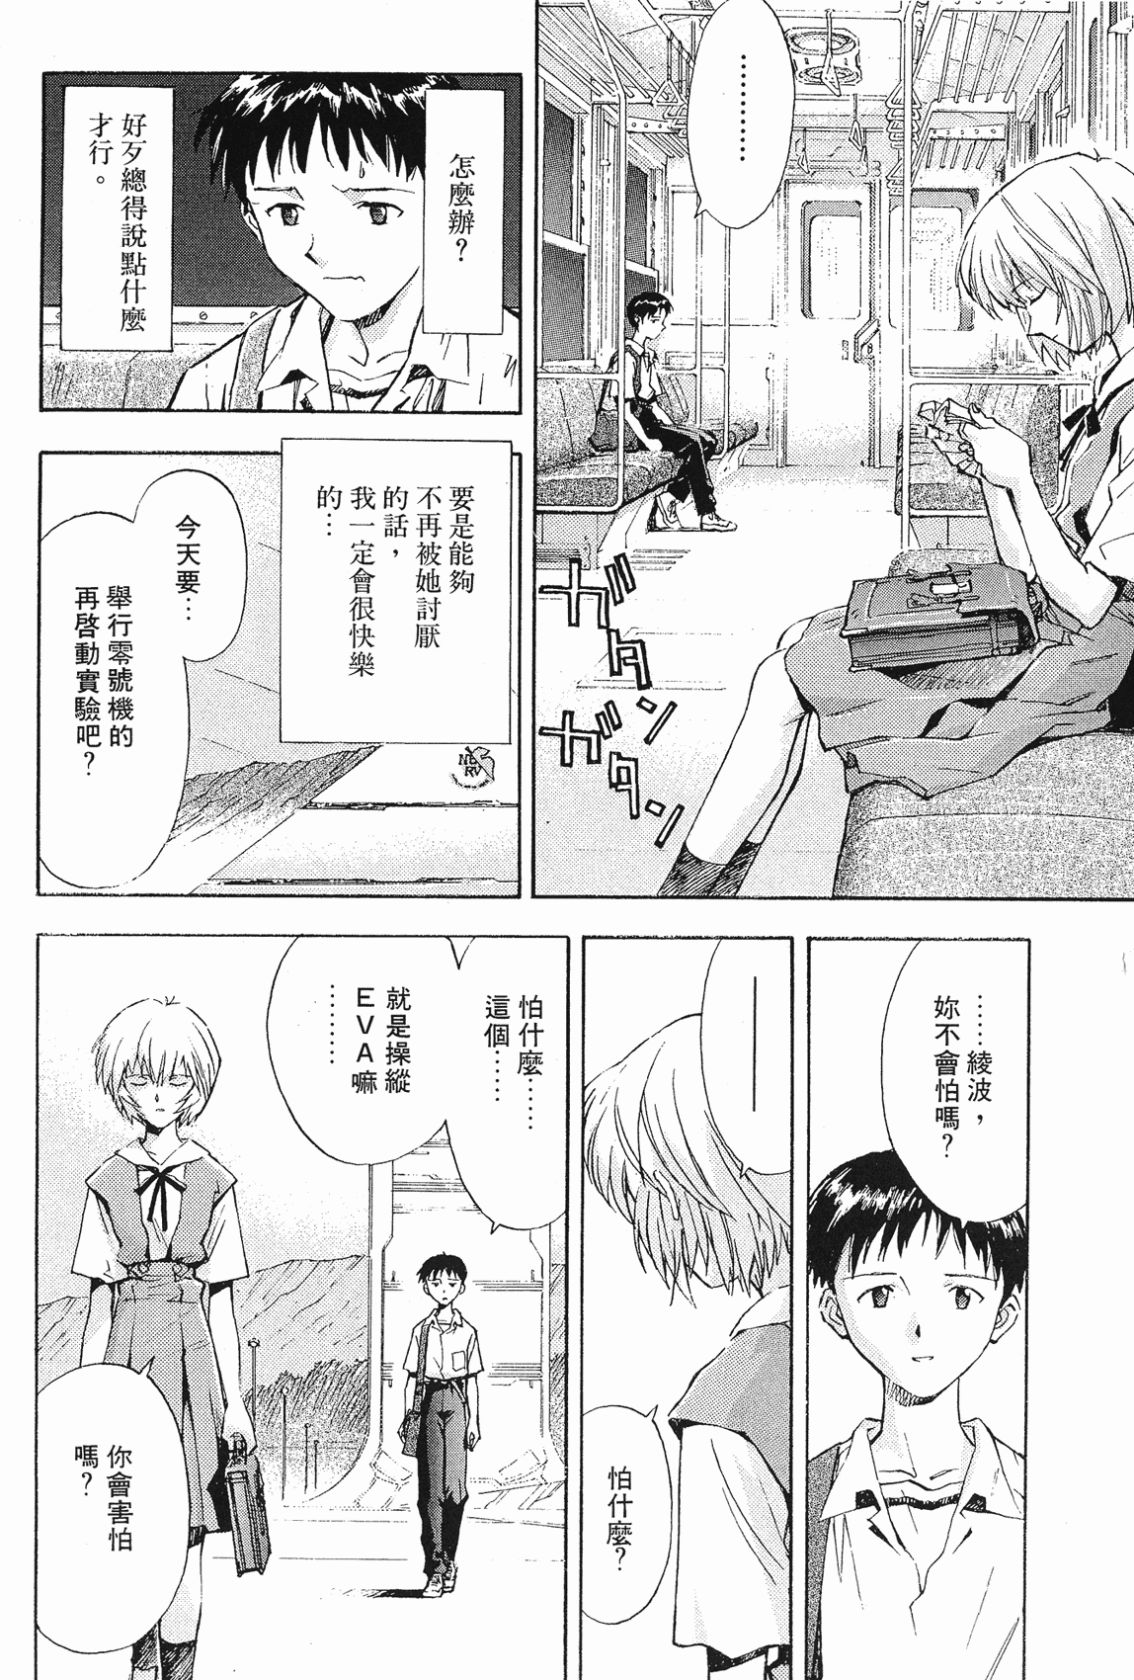 …………
ガタン
ガタン
怎麼辦？
好歹總得說點什麼
才行。
要是能夠
不再被她討厭
的話，
我一定會很快樂
的…
NERV
今天要…
舉行零號機的
再啓動實驗吧？
……綾波，
妳不會怕嗎？
——
怕什麼？
怕什麼……
這個……
就是操縱
EVA嘛
…………
你會害怕
嗎？